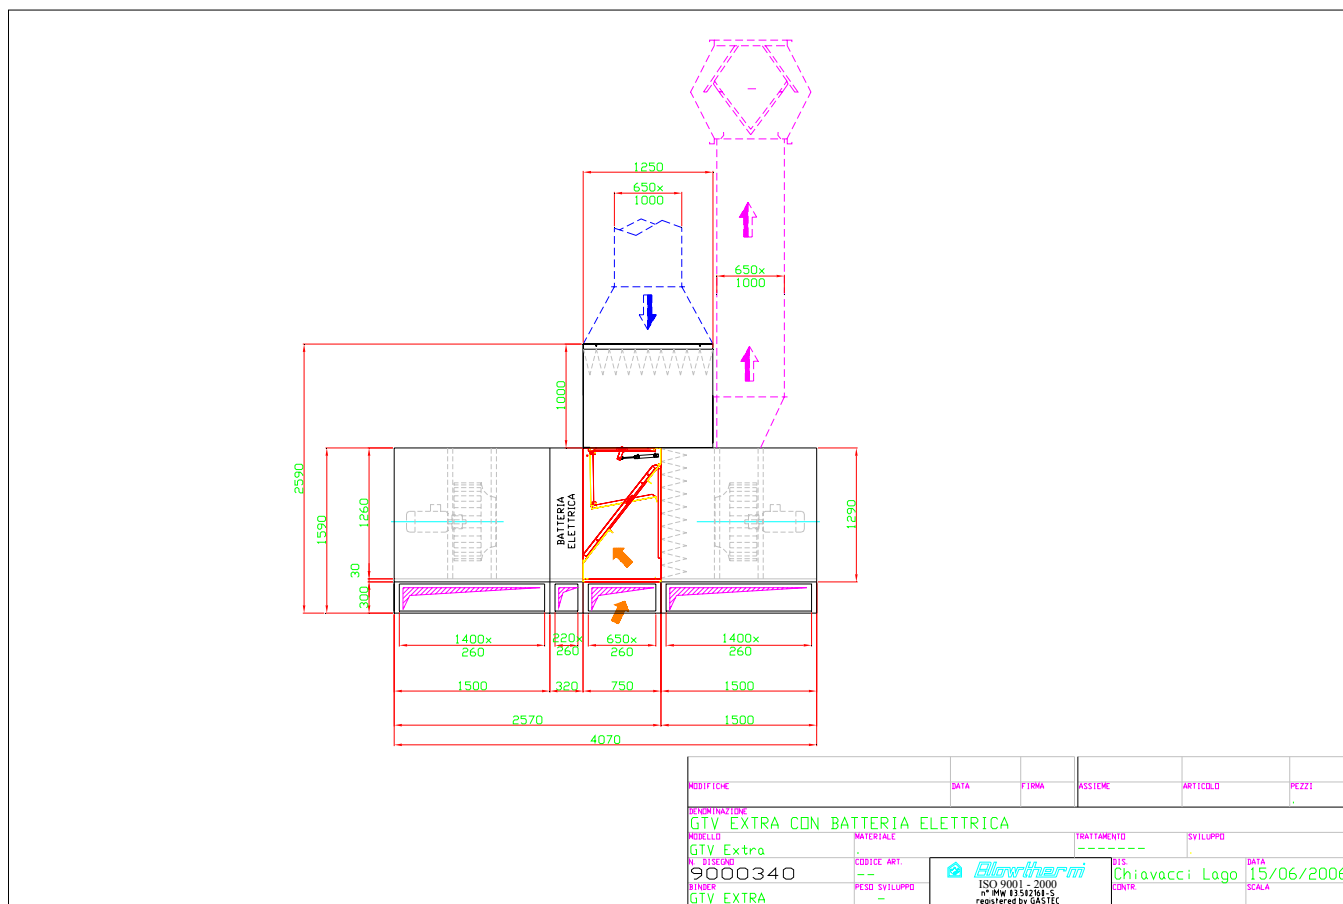 1250
650x
1000
650x
1000
1000
2590
1590
1260
30
300
1290
BATTERIA
ELETTRICA
1400x
260
220x
260
650x
260
1400x
260
1500
320
750
1500
2570
1500
4070
MODIFICHE
DATA
FIRMA
ASSIEME
ARTICOLO
PEZZI
DENOMINAZIONE
GTV EXTRA CON BATTERIA ELETTRICA
MODELLO
MATERIALE
TRATTAMENTO
SVILUPPO
GTV Extra
-------
N. DISEGNO
CODICE ART.
9000340
--
BINDER
PESO SVILUPPO
GTV EXTRA
-
Blowtherm
ISO 9001 - 2000
registered by GASTEC
DIS.
DATA
Chiavacci Lago
15/06/2006
CONTR.
SCALA